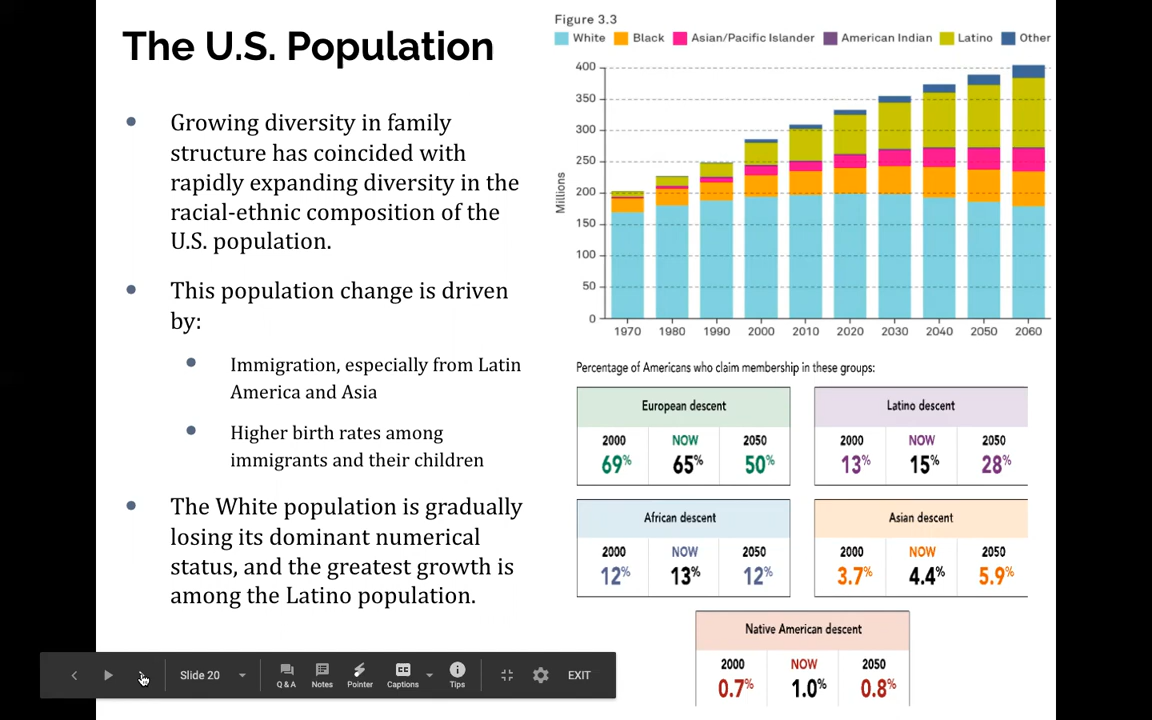 The U.S. Population
Growing diversity in family
structure has coincided with
rapidly expanding diversity in the
racial-ethnic composition of the
U.S. population.
This population change is driven
by:
Immigration, especially from Latin
America and Asia
Higher birth rates among
immigrants and their children
The White population is gradually
losing its dominant numerical
status, and the greatest growth is
among the Latino population.
Figure 3.3
White Black Asian/Pacific Islander American Indian Latino Other
Millions
400
350
300
250
200
150
100
50
0
1970 1980 1990 2000 2010 2020 2030 2040 2050 2060
Percentage of Americans who claim membership in these groups:
European descent
2000 NOW 2050
69% 65% 50%
Latino descent
2000 NOW 2050
13% 15% 28%
African descent
2000 NOW 2050
12% 13% 12%
Asian descent
2000 NOW 2050
3.7% 4.4% 5.9%
Native American descent
2000 NOW 2050
0.7% 1.0% 0.8%
Slide 20 Q & A Notes Pointer Captions Tips EXIT